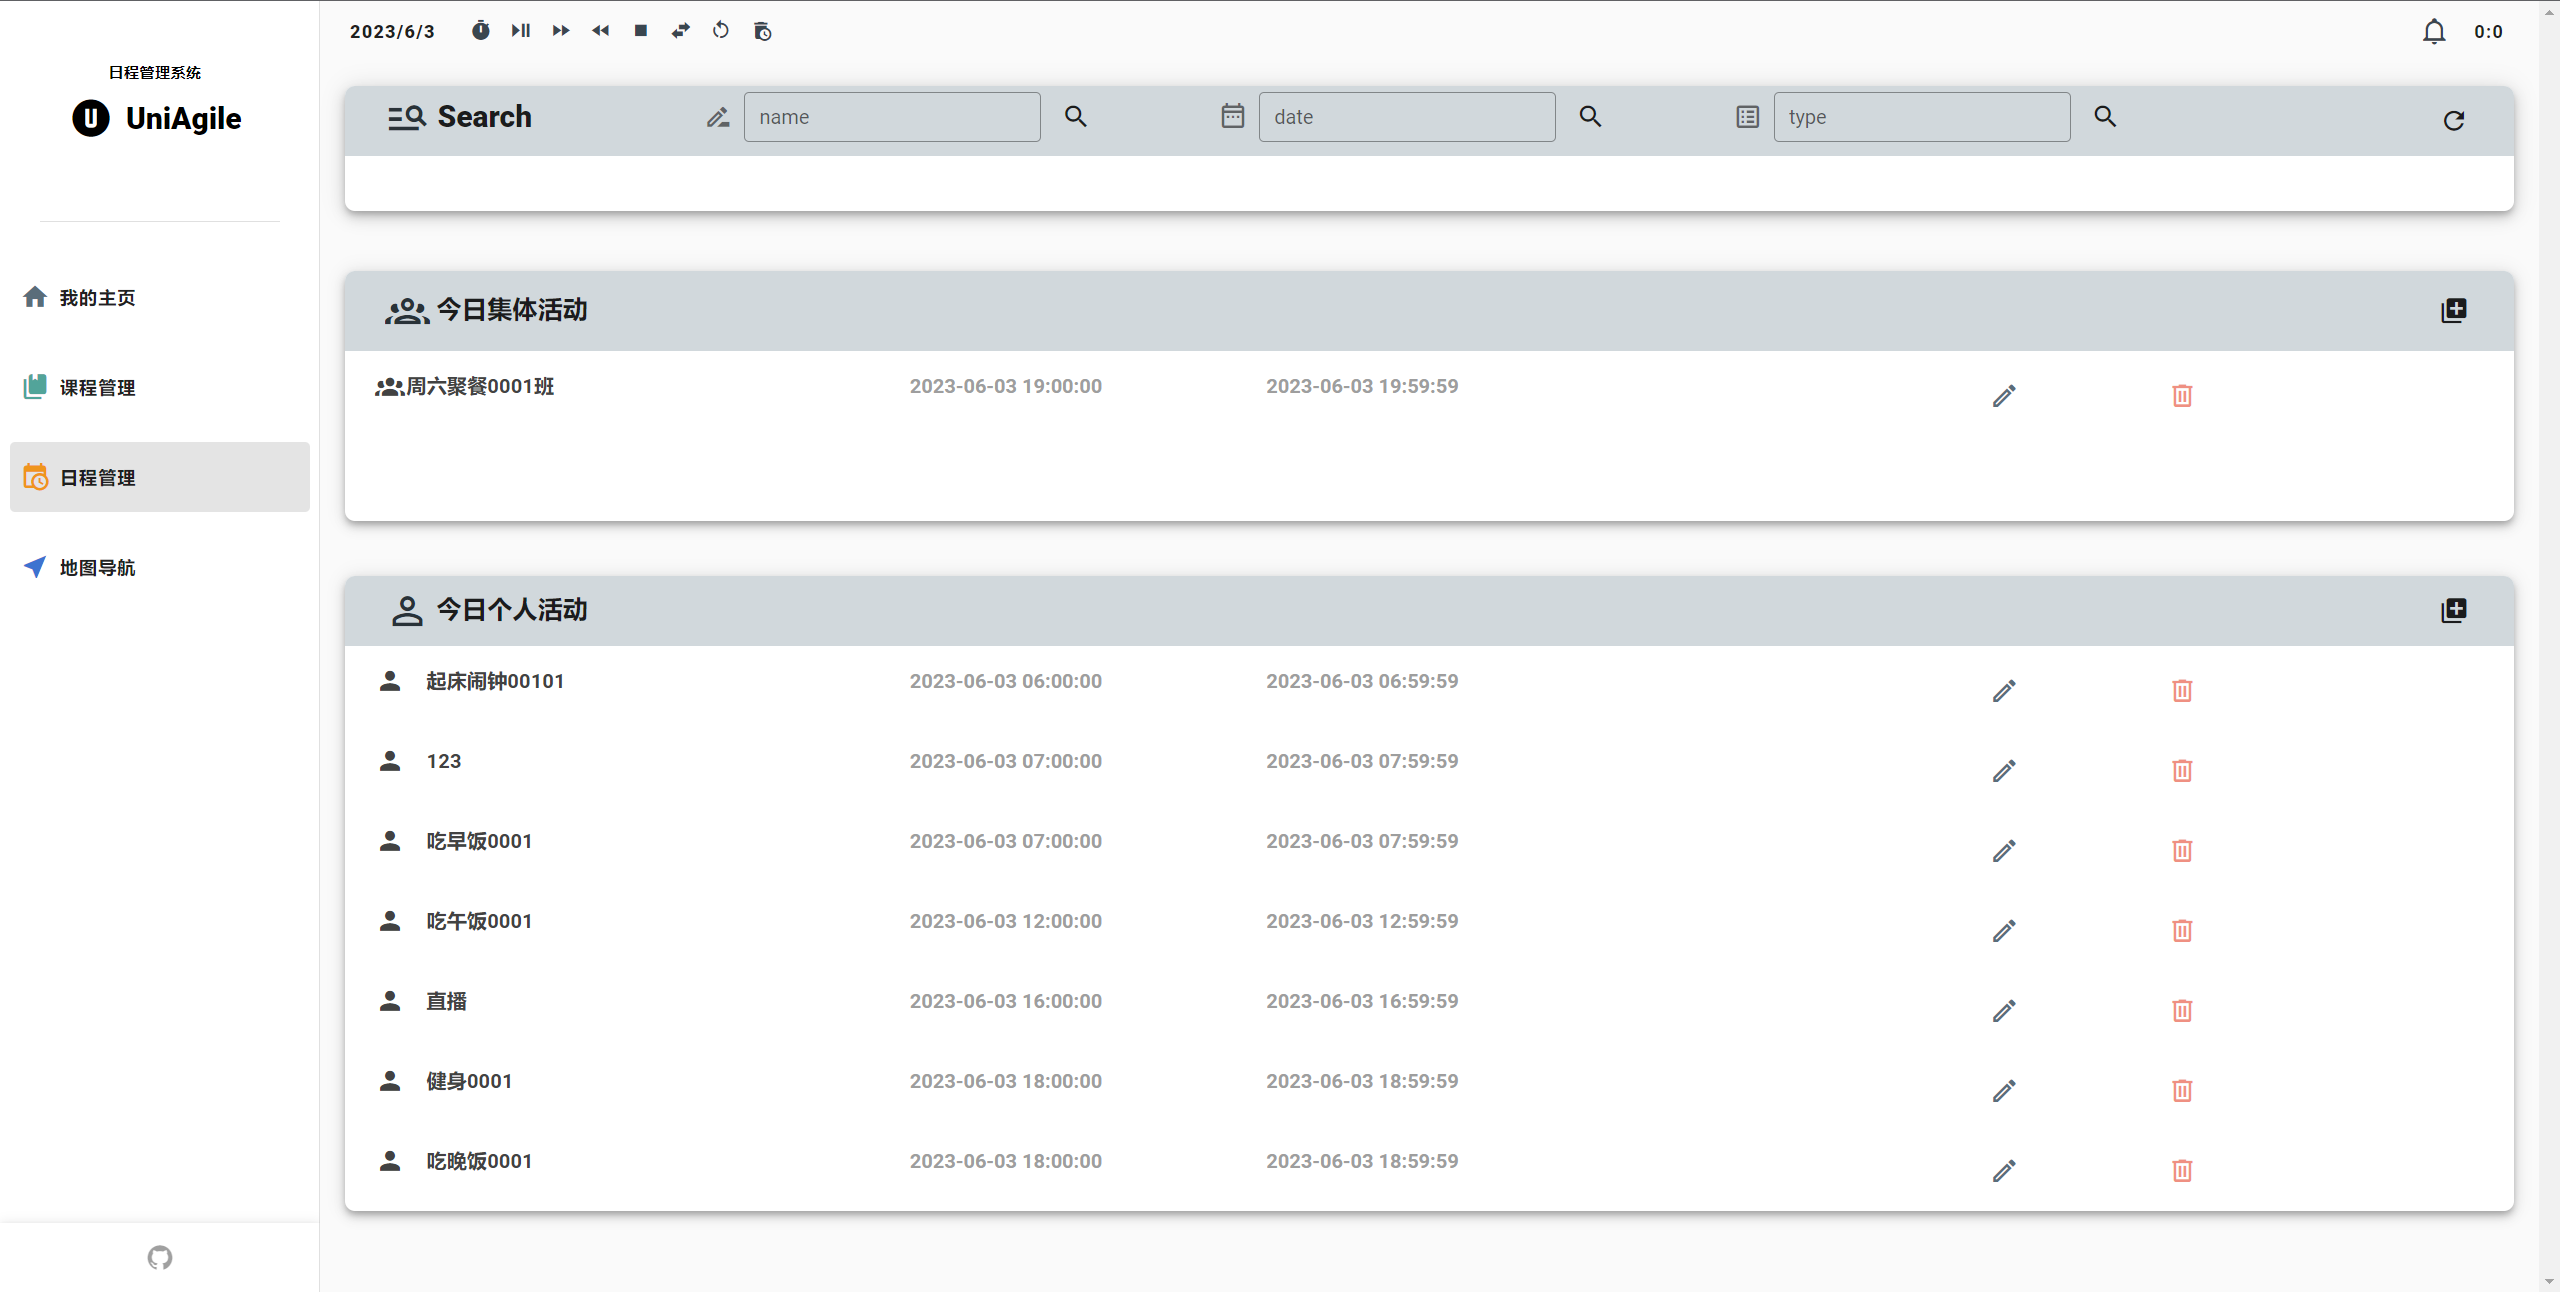 2023/6/3
0:0
日程管理系统
U UniAgile
我的主页
课程管理
日程管理
地图导航
Search name date type
今日集体活动
周六聚餐0001班 2023-06-03 19:00:00 2023-06-03 19:59:59
今日个人活动
起床闹钟00101 2023-06-03 06:00:00 2023-06-03 06:59:59
123 2023-06-03 07:00:00 2023-06-03 07:59:59
吃早饭0001 2023-06-03 07:00:00 2023-06-03 07:59:59
吃午饭0001 2023-06-03 12:00:00 2023-06-03 12:59:59
直播 2023-06-03 16:00:00 2023-06-03 16:59:59
健身0001 2023-06-03 18:00:00 2023-06-03 18:59:59
吃晚饭0001 2023-06-03 18:00:00 2023-06-03 18:59:59